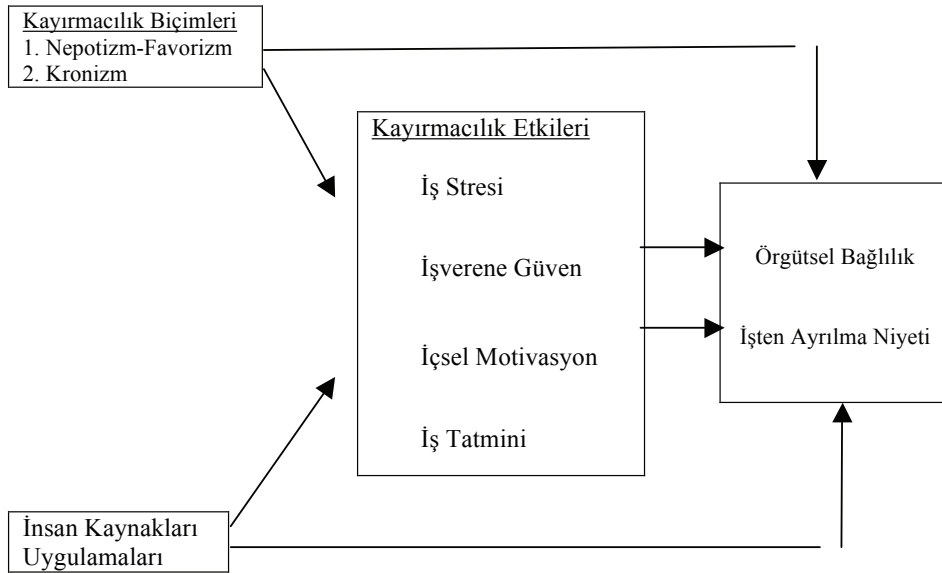 Kayırmacılık Biçimleri
1. Nepotizm-Favorizm
2. Kronizm
Kayırmacılık Etkileri
İş Stresi
İşverene Güven
İçsel Motivasyon
İş Tatmini
Örgütsel Bağlılık
İşten Ayrılma Niyeti
İnsan Kaynakları
Uygulamaları